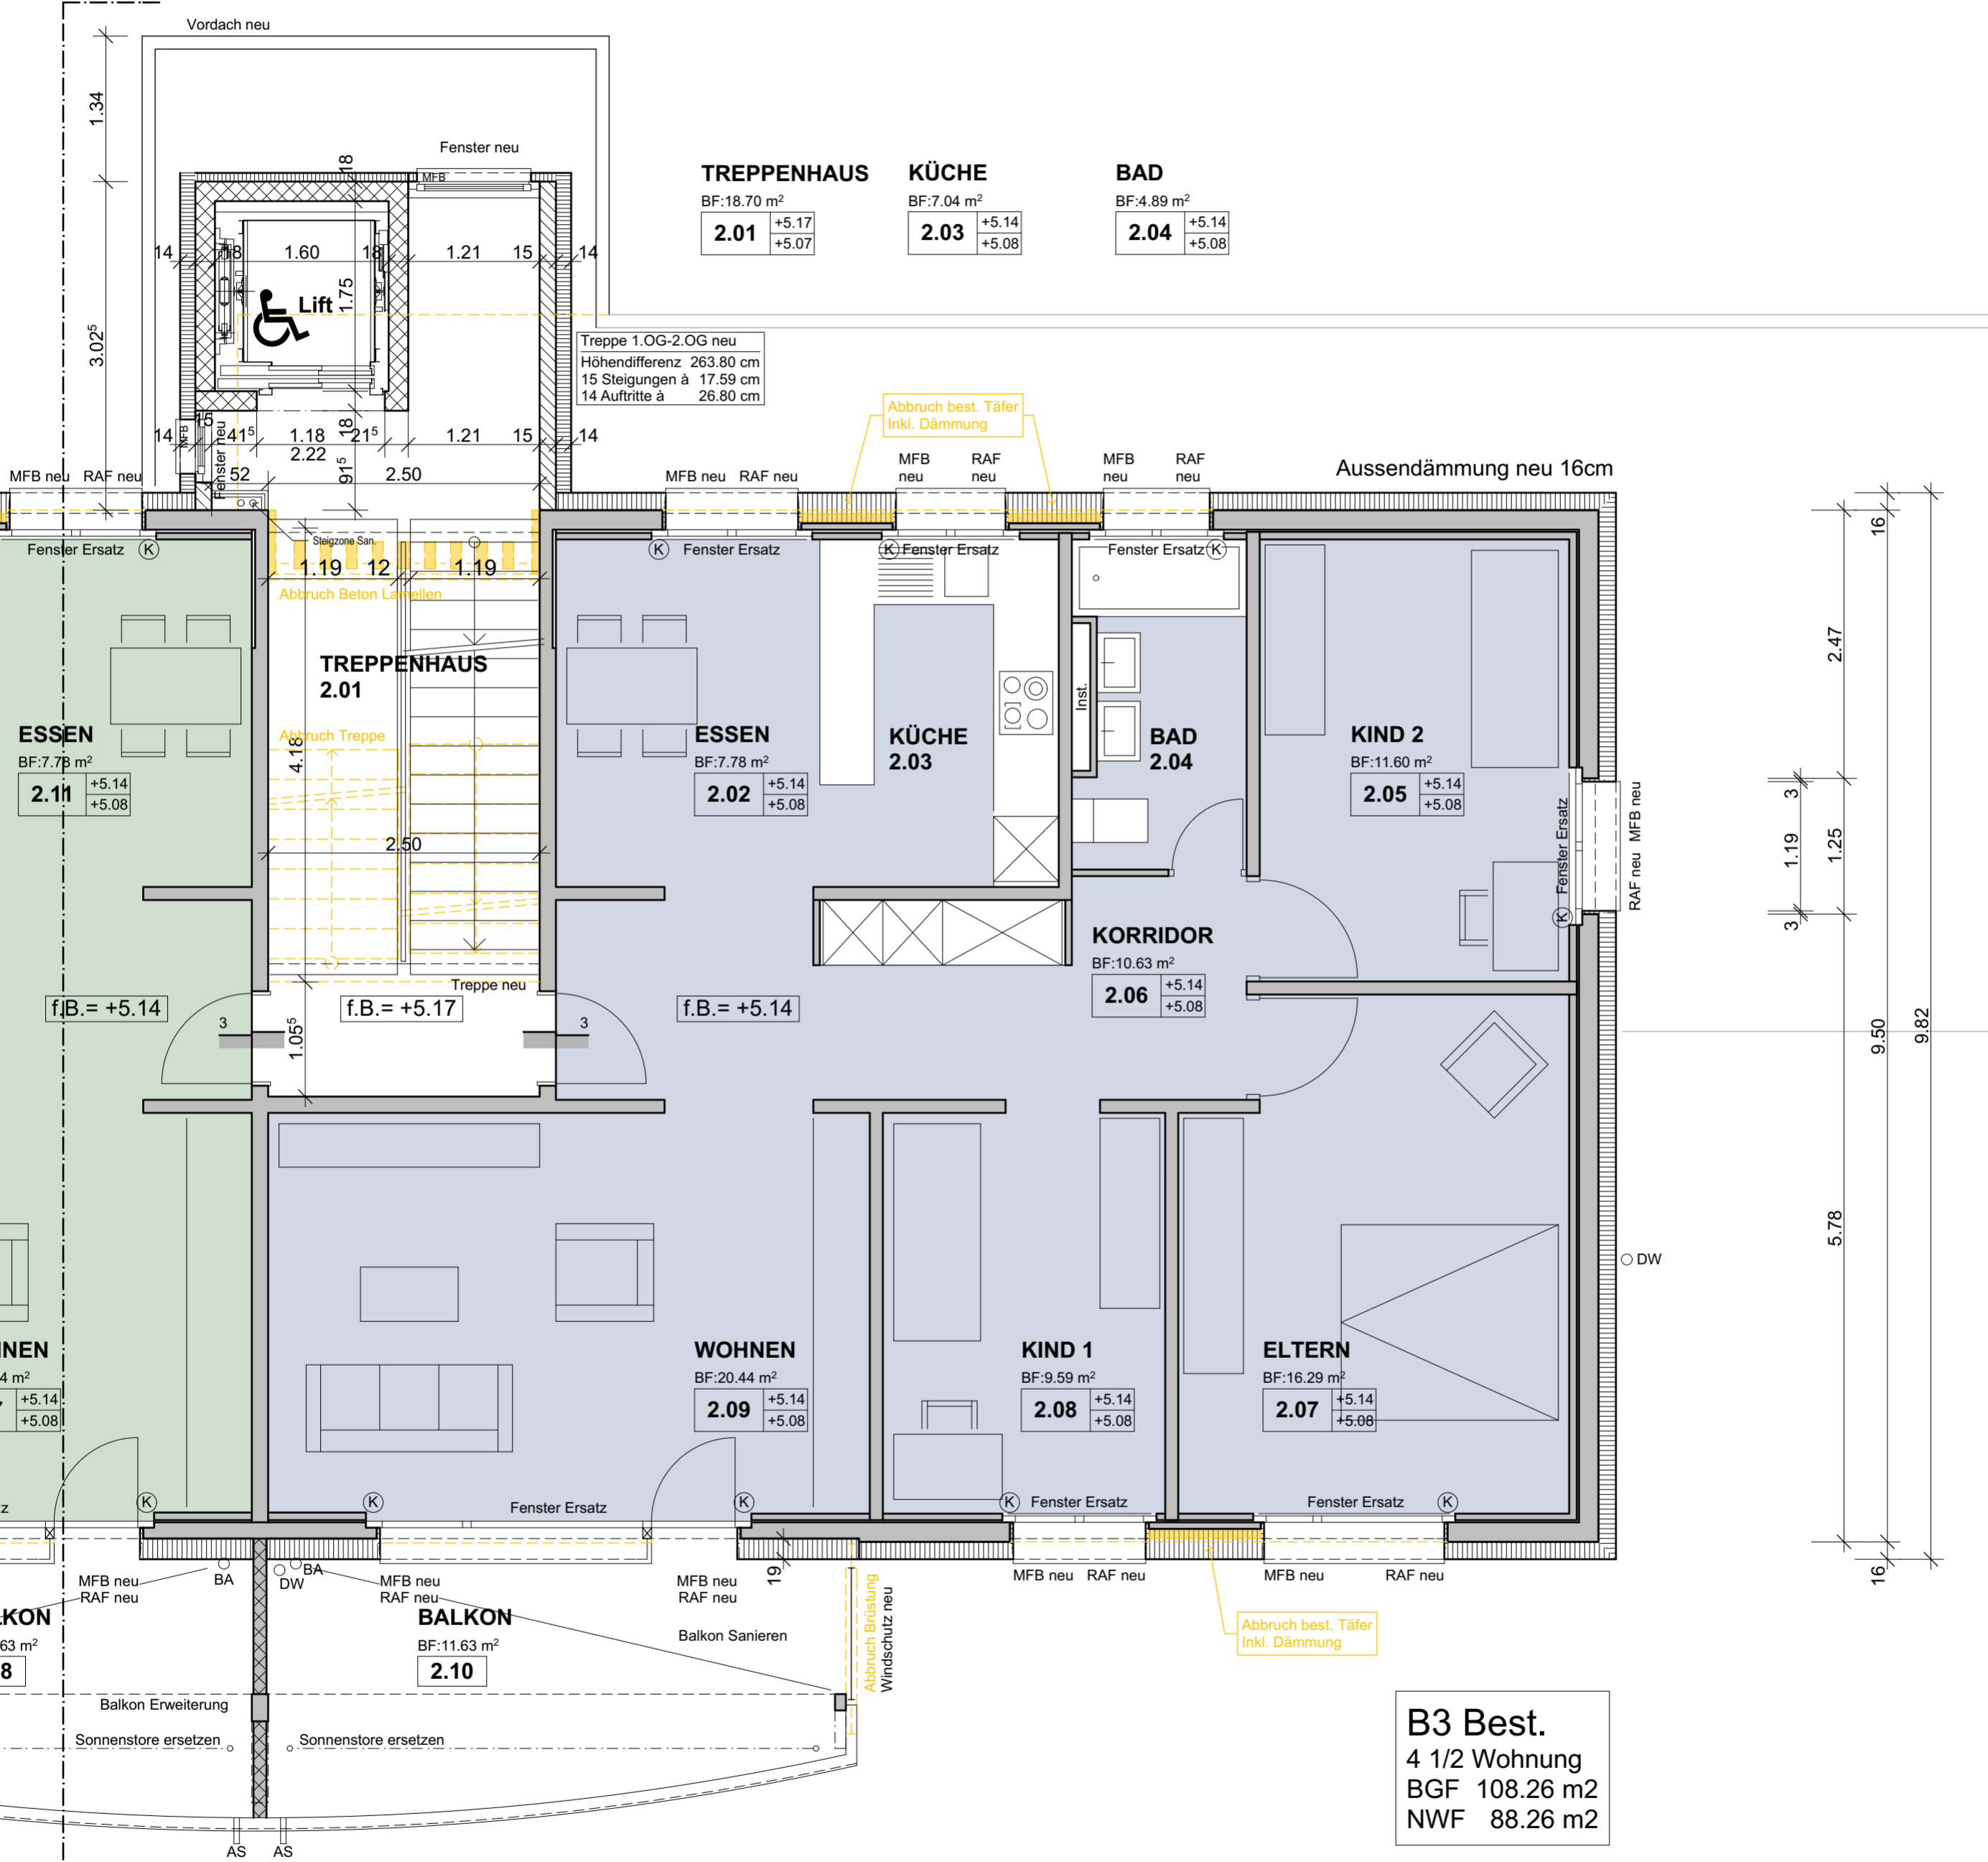 Vordach neu
1.34
Fenster neu
MFB
18
TREPPENHAUS
BF:18.70 m²
2.01
+5.17
+5.07
KÜCHE
BF:7.04 m²
2.03
+5.14
+5.08
BAD
BF:4.89 m²
2.04
+5.14
+5.08
14
18
1.60
18
1.21
15
14
Lift
1.75
3.02⁵
Treppe 1.OG-2.OG neu
Höhendifferenz 263.80 cm
15 Steigungen à 17.59 cm
14 Auftritte à 26.80 cm
14
MFB
15
Fenster neu
41⁵
1.18
2.22
18
21⁵
1.21
15
14
52
91⁵
2.50
Abbruch best. Täfer
Inkl. Dämmung
MFB neu
RAF neu
MFB neu
RAF neu
MFB
neu
RAF
neu
MFB
neu
RAF
neu
Aussendämmung neu 16cm
Fenster Ersatz
K
Steigzone San.
K
Fenster Ersatz
K
Fenster Ersatz
Fenster Ersatz
K
1.19
12
1.19
Abbruch Beton Lamellen
TREPPENHAUS
2.01
Abbruch Treppe
4.18
2.50
Treppe neu
ESSEN
BF:7.78 m²
2.11
+5.14
+5.08
ESSEN
BF:7.78 m²
2.02
+5.14
+5.08
KÜCHE
2.03
Inst.
BAD
2.04
KIND 2
BF:11.60 m²
2.05
+5.14
+5.08
Fenster Ersatz
K
RAF neu
MFB neu
16
2.47
3
1.19
3
1.25
9.50
9.82
5.78
16
KORRIDOR
BF:10.63 m²
2.06
+5.14
+5.08
f.B.= +5.14
f.B.= +5.17
f.B.= +5.14
3
3
1.05⁵
DW
NEN
4 m²
+5.14
+5.08
WOHNEN
BF:20.44 m²
2.09
+5.14
+5.08
KIND 1
BF:9.59 m²
2.08
+5.14
+5.08
ELTERN
BF:16.29 m²
2.07
+5.14
+5.08
K
K
Fenster Ersatz
K
K
Fenster Ersatz
Fenster Ersatz
K
BA
DW
BA
19
MFB neu
RAF neu
MFB neu
RAF neu
MFB neu
RAF neu
MFB neu
RAF neu
MFB neu
RAF neu
LKON
63 m²
8
BALKON
BF:11.63 m²
2.10
Balkon Sanieren
Abbruch Brüstung
Windschutz neu
Abbruch best. Täfer
Inkl. Dämmung
Balkon Erweiterung
Sonnenstore ersetzen
Sonnenstore ersetzen
AS
AS
B3 Best.
4 1/2 Wohnung
BGF 108.26 m2
NWF 88.26 m2